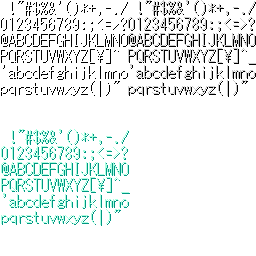 !"#$%&'()*+,-./ !"#$%&'()*+,-./
0123456789:;<=>?0123456789:;<=>?
@ABCDEFGHIJKLMNO@ABCDEFGHIJKLMNO
PQRSTUVWXYZ[¥]^_PQRSTUVWXYZ[¥]^_
'abcdefghijklmno'abcdefghijklmno
pqrstuvwxyz(|)" pqrstuvwxyz(|)"
 !"#$%&'()*+,-./
0123456789:;<=>?
@ABCDEFGHIJKLMNO
PQRSTUVWXYZ[¥]^_
'abcdefghijklmno
pqrstuvwxyz(|)"